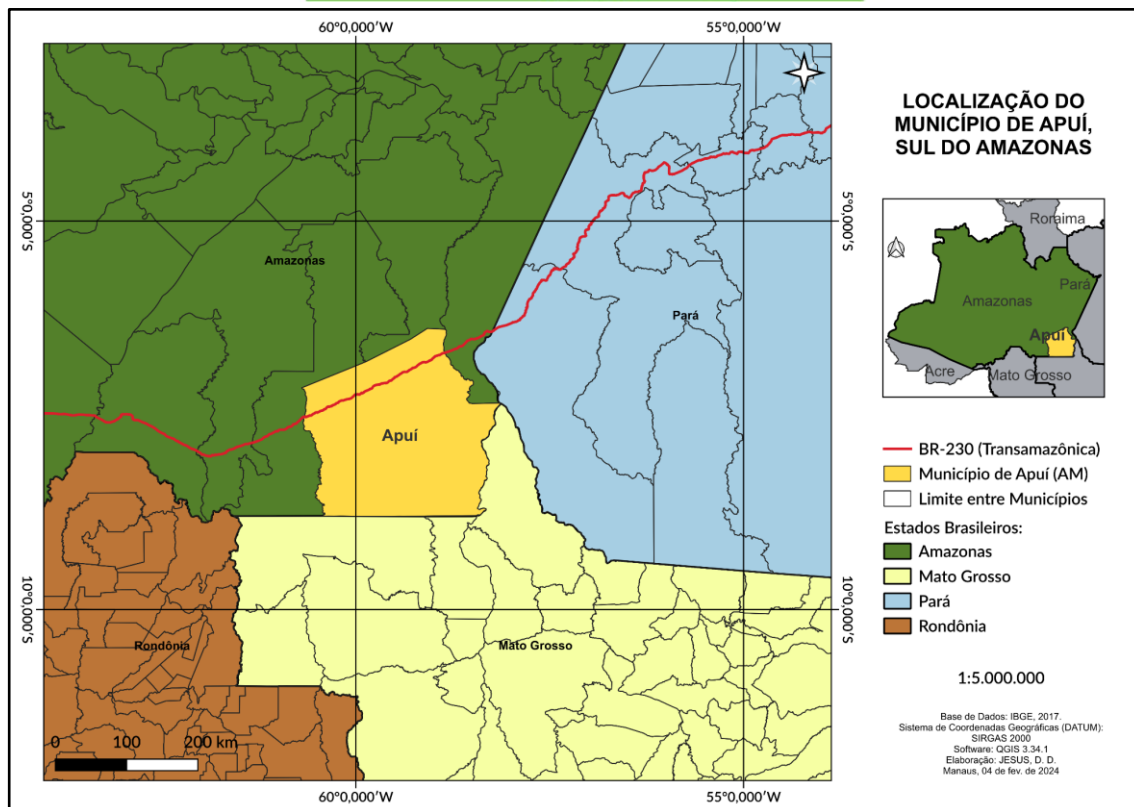 60°0,000'W
55°0,000'W
5°0,000'S
5°0,000'S
10°0,000'S
10°0,000'S
Amazonas
Pará
Apuí
Rondônia
Mato Grosso
0 100 200 km
60°0,000'W
55°0,000'W
LOCALIZAÇÃO DO
MUNICÍPIO DE APUÍ,
SUL DO AMAZONAS
Roraima
Pará
Amazonas
Apuí
Acre
Mato Grosso
BR-230 (Transamazônica)
Município de Apuí (AM)
Limite entre Municípios
Estados Brasileiros:
Amazonas
Mato Grosso
Pará
Rondônia
1:5.000.000
Base de Dados: IBGE, 2017.
Sistema de Coordenadas Geográficas (DATUM):
SIRGAS 2000
Software: QGIS 3.34.1
Elaboração: JESUS, D. D.
Manaus, 04 de fev. de 2024